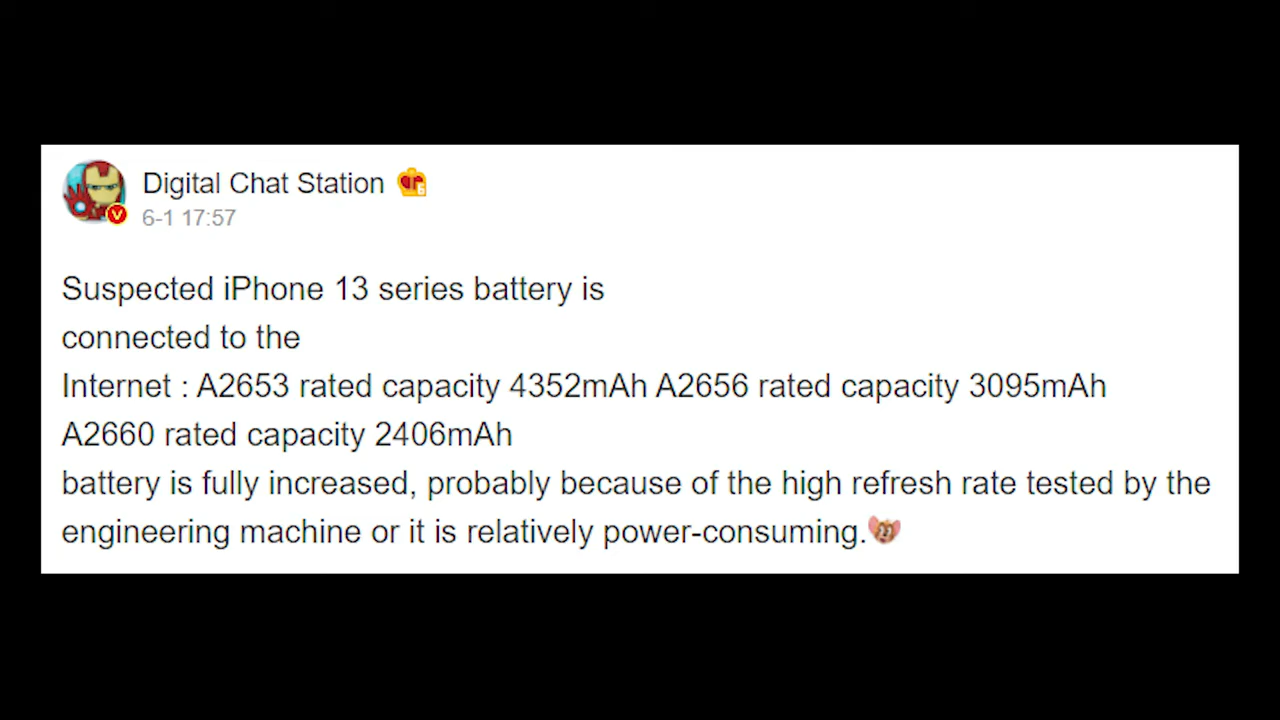 Digital Chat Station
6-1 17:57
Suspected iPhone 13 series battery is
connected to the
Internet : A2653 rated capacity 4352mAh A2656 rated capacity 3095mAh
A2660 rated capacity 2406mAh
battery is fully increased, probably because of the high refresh rate tested by the
engineering machine or it is relatively power-consuming.